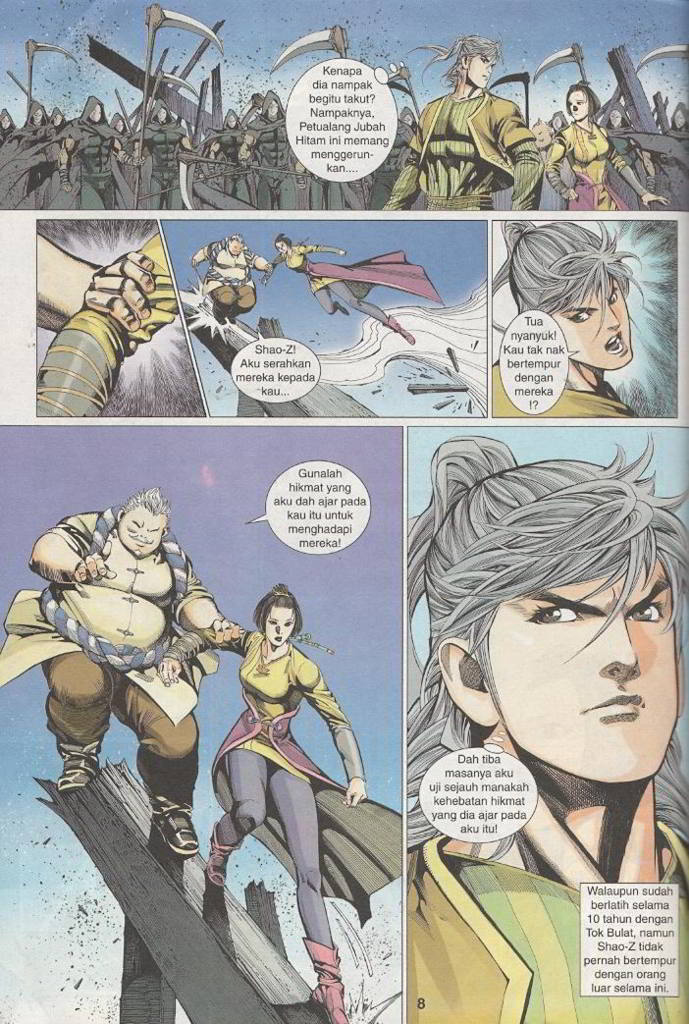 Kenapa
dia nampak
begitu takut?
Nampaknya,
Petualang Jubah
Hitam ini memang
menggerun-
kan....
Shao-Z!
Aku serahkan
mereka kepada
kau...
Tua
nyanyuk!
Kau tak nak
bertempur
dengan
mereka
!?
Gunalah
hikmat yang
aku dah ajar pada
kau itu untuk
menghadapi
mereka!
Dah tiba
masanya aku
uji sejauh manakah
kehebatan hikmat
yang dia ajar pada
aku itu!
Walaupun sudah
berlatih selama
10 tahun dengan
Tok Bulat, namun
Shao-Z tidak
pernah bertempur
dengan orang
luar selama ini.
8